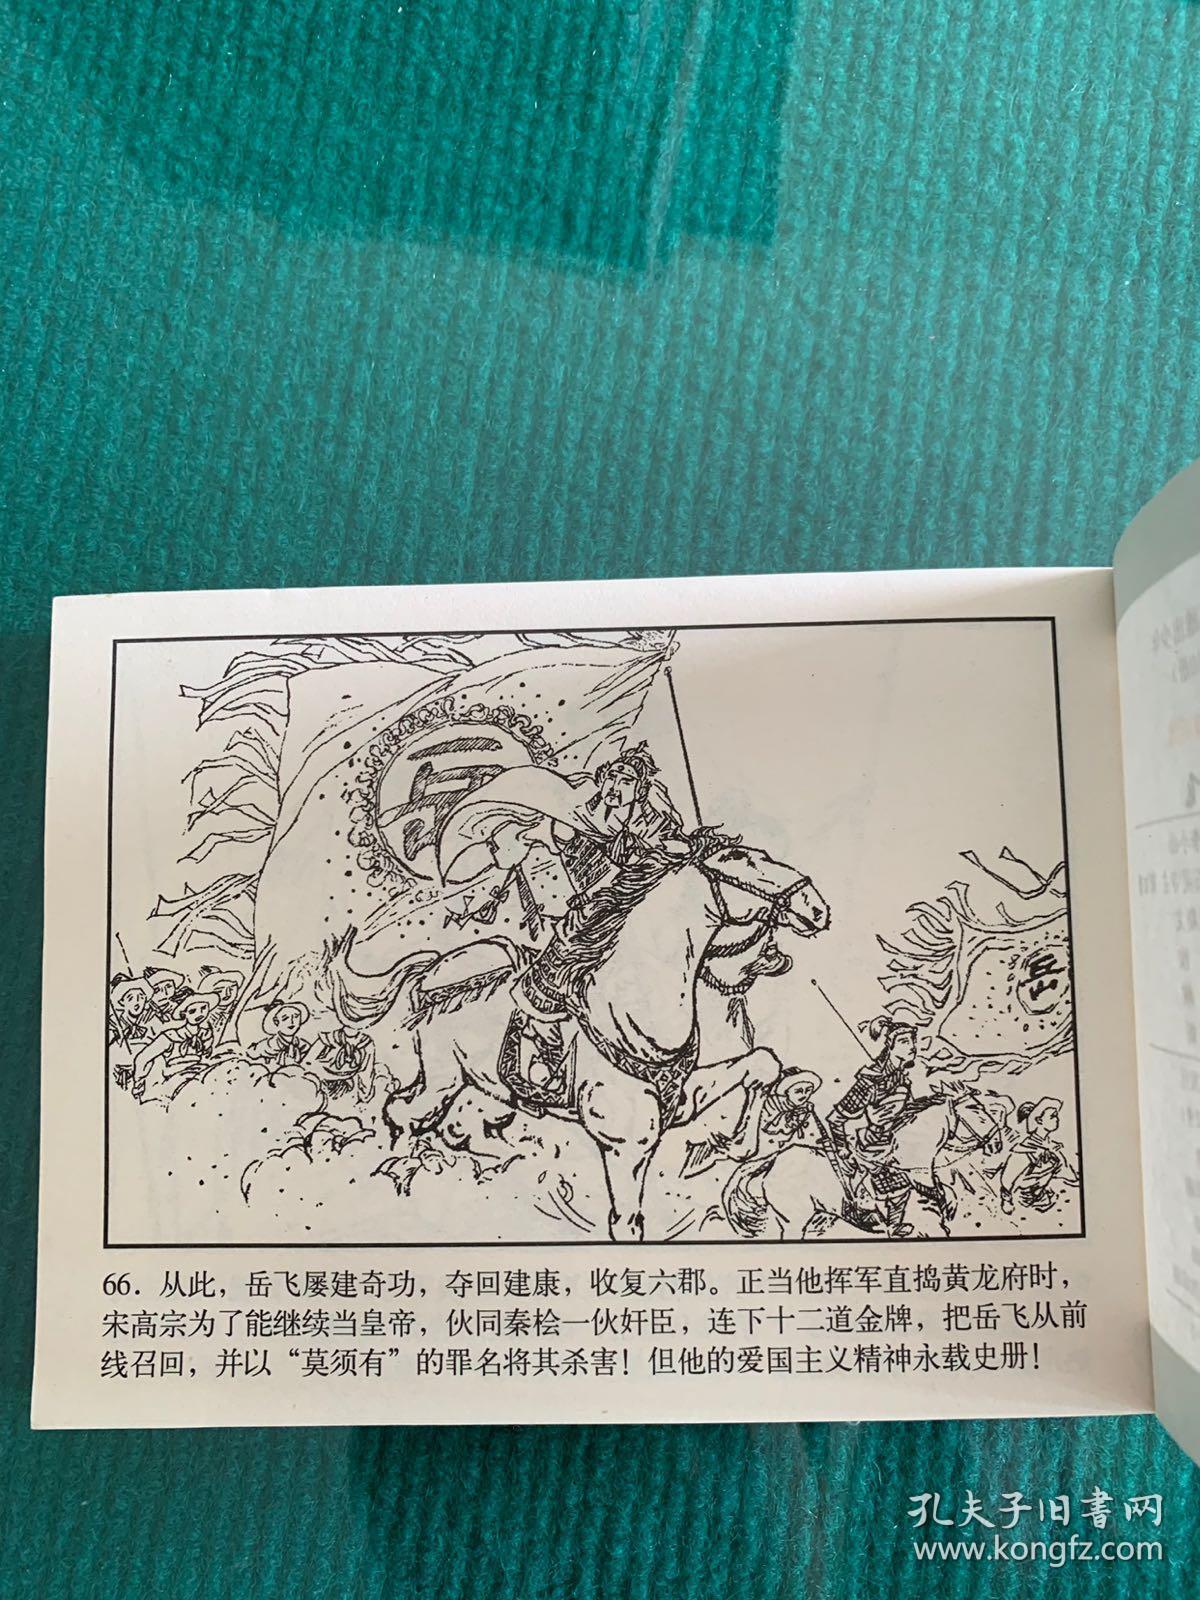 岳
66. 从此，岳飞屡建奇功，夺回建康，收复六郡。正当他挥军直捣黄龙府时，
宋高宗为了能继续当皇帝，伙同秦桧一伙奸臣，连下十二道金牌，把岳飞从前
线召回，并以“莫须有”的罪名将其杀害！但他的爱国主义精神永载史册！
孔夫子旧書网
www.kongfz.com